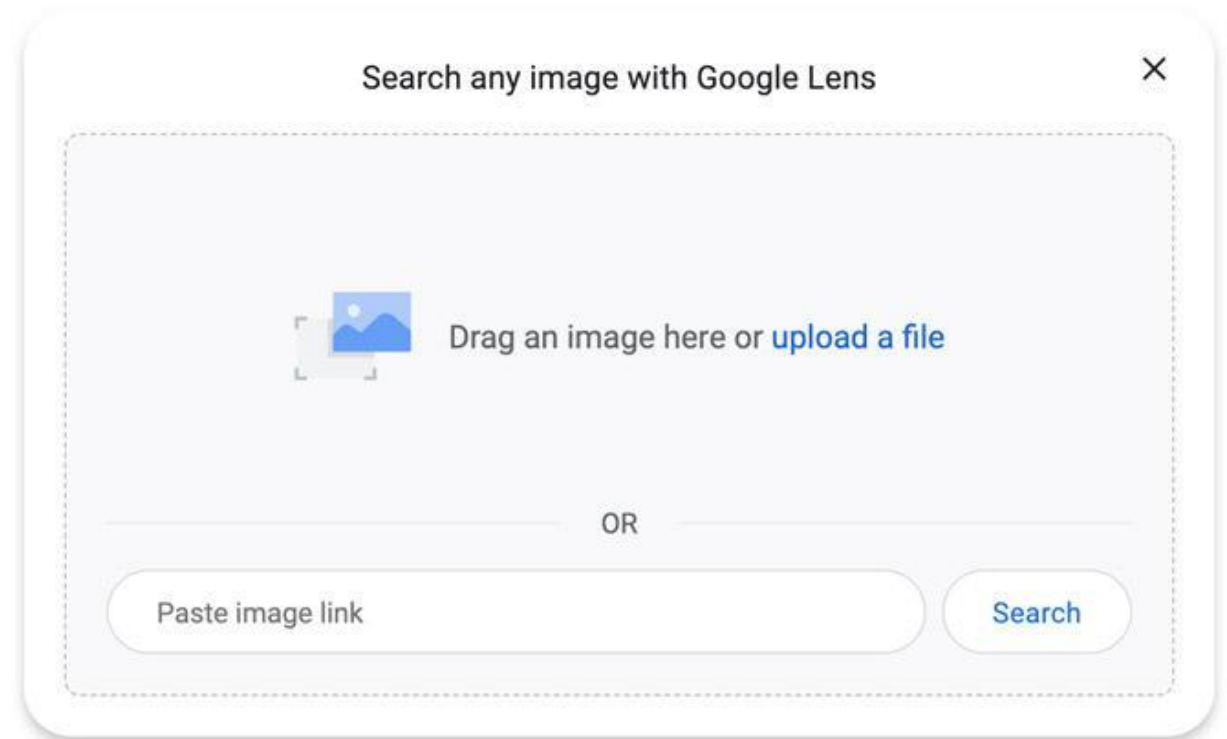 Search any image with Google Lens
Drag an image here or upload a file
OR
Paste image link
Search